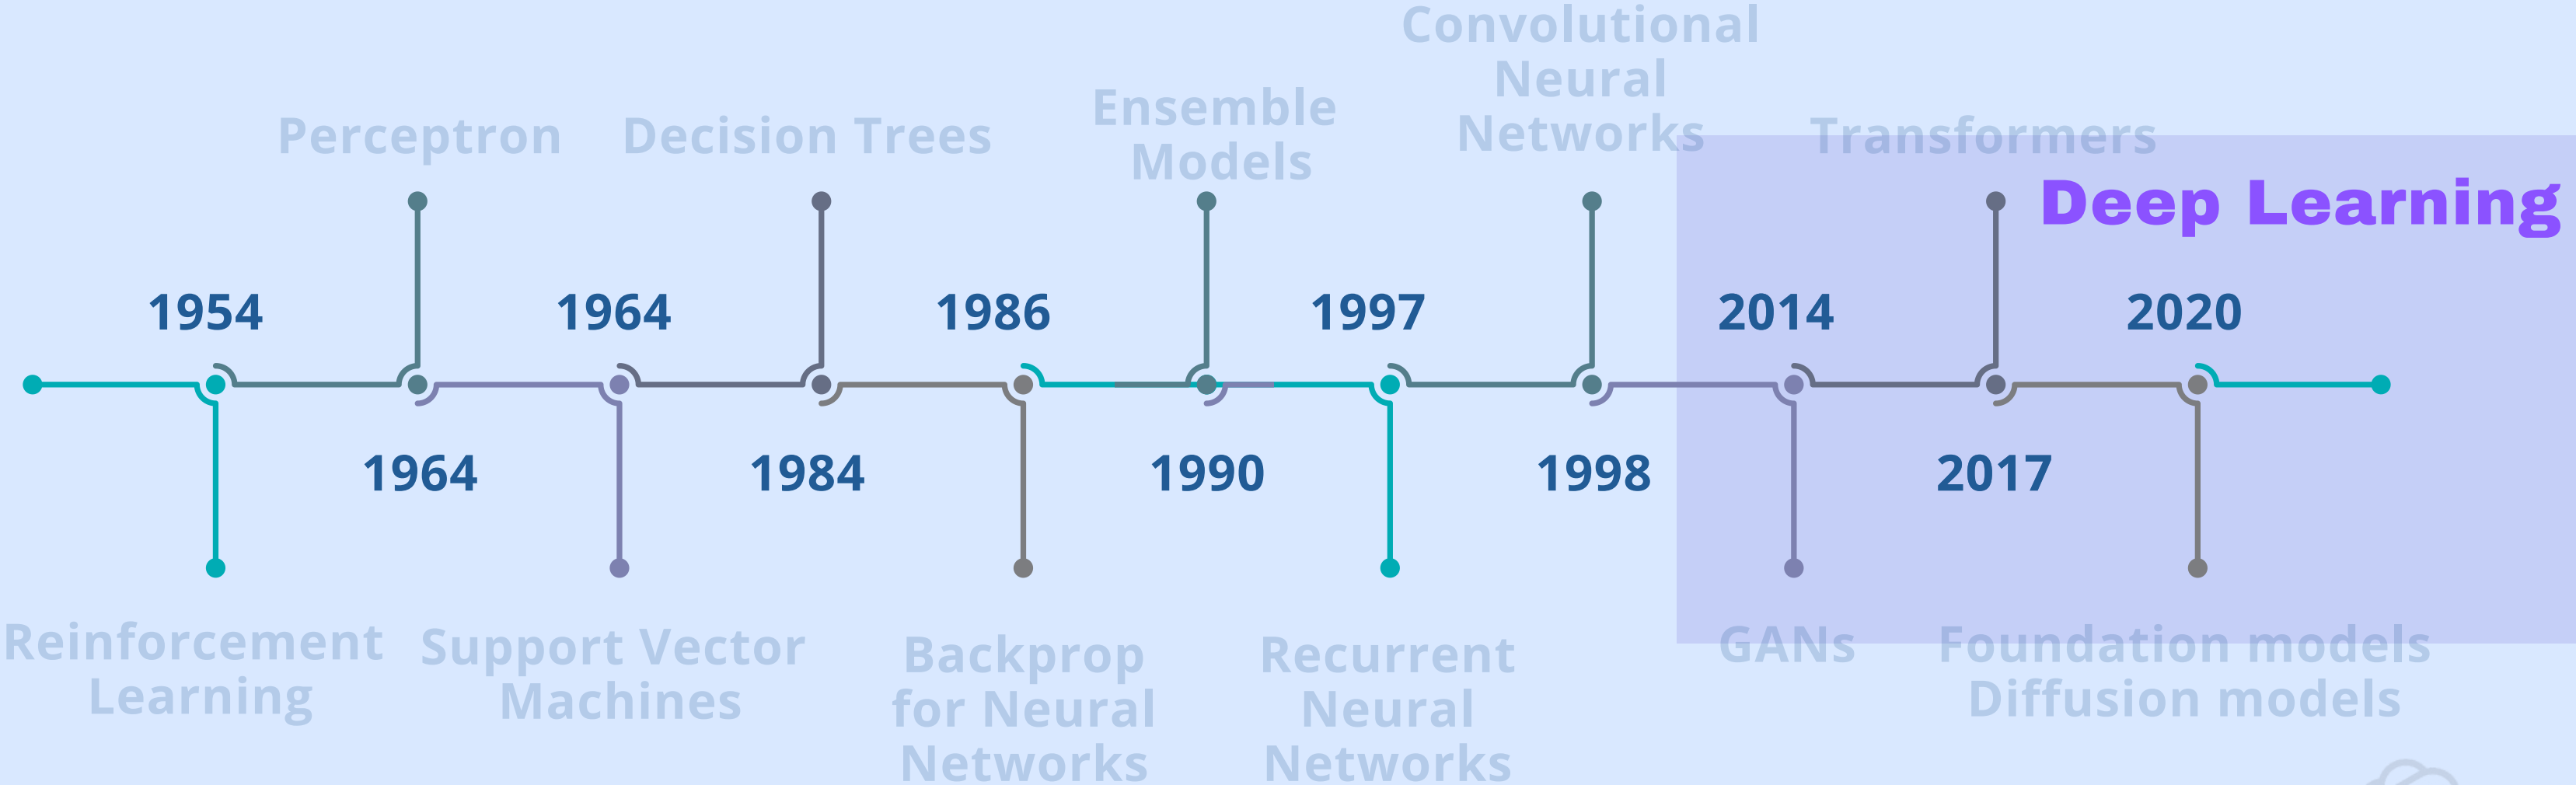 Convolutional
Neural
Networks
Ensemble
Models
Perceptron
Decision Trees
Transformers
Deep Learning
1954
1964
1986
1997
2014
2020
1964
1984
1990
1998
2017
Reinforcement
Learning
Support Vector
Machines
Backprop
for Neural
Networks
Recurrent
Neural
Networks
GANs
Foundation models
Diffusion models